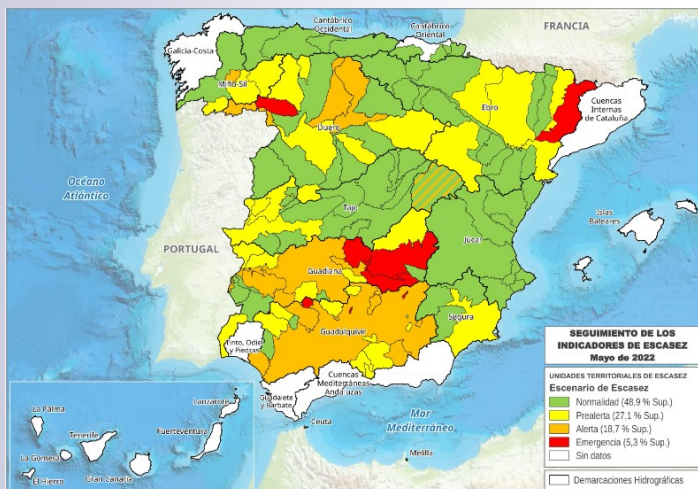 Cantábrico
Occidental
Cantábrico
Oriental
FRANCIA
Galicia-Costa
Miño-Sil
Ebro
Cuencas
Internas
de Cataluña
Duero
Océano
Atlántico
Tajo
Islas
Baleares
PORTUGAL
Júcar
Guadiana
Segura
Guadalquivir
Tinto, Odiel
y Piedras
Cuencas
Mediterráneas
Andaluzas
Guadalete
y Barbate
Mar
Mediterráneo
Ceuta
Melilla
La Palma
Lanzarote
Tenerife
Fuerteventura
La Gomera
El Hierro
Gran Canaria
SEGUIMIENTO DE LOS
INDICADORES DE ESCASEZ
Mayo de 2022
UNIDADES TERRITORIALES DE ESCASEZ
Escenario de Escasez
Normalidad (48,9 % Sup.)
Prealerta (27,1 % Sup.)
Alerta (18,7 % Sup.)
Emergencia (5,3 % Sup.)
Sin datos
Demarcaciones Hidrográficas